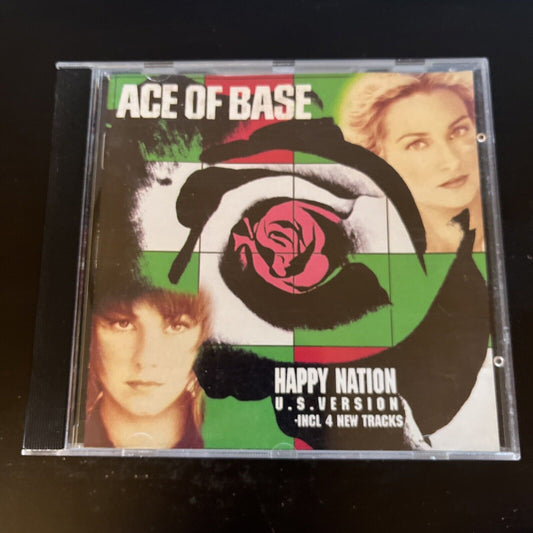 ACE OF BASE
HAPPY NATION
U.S.VERSION
·INCL 4 NEW TRACKS